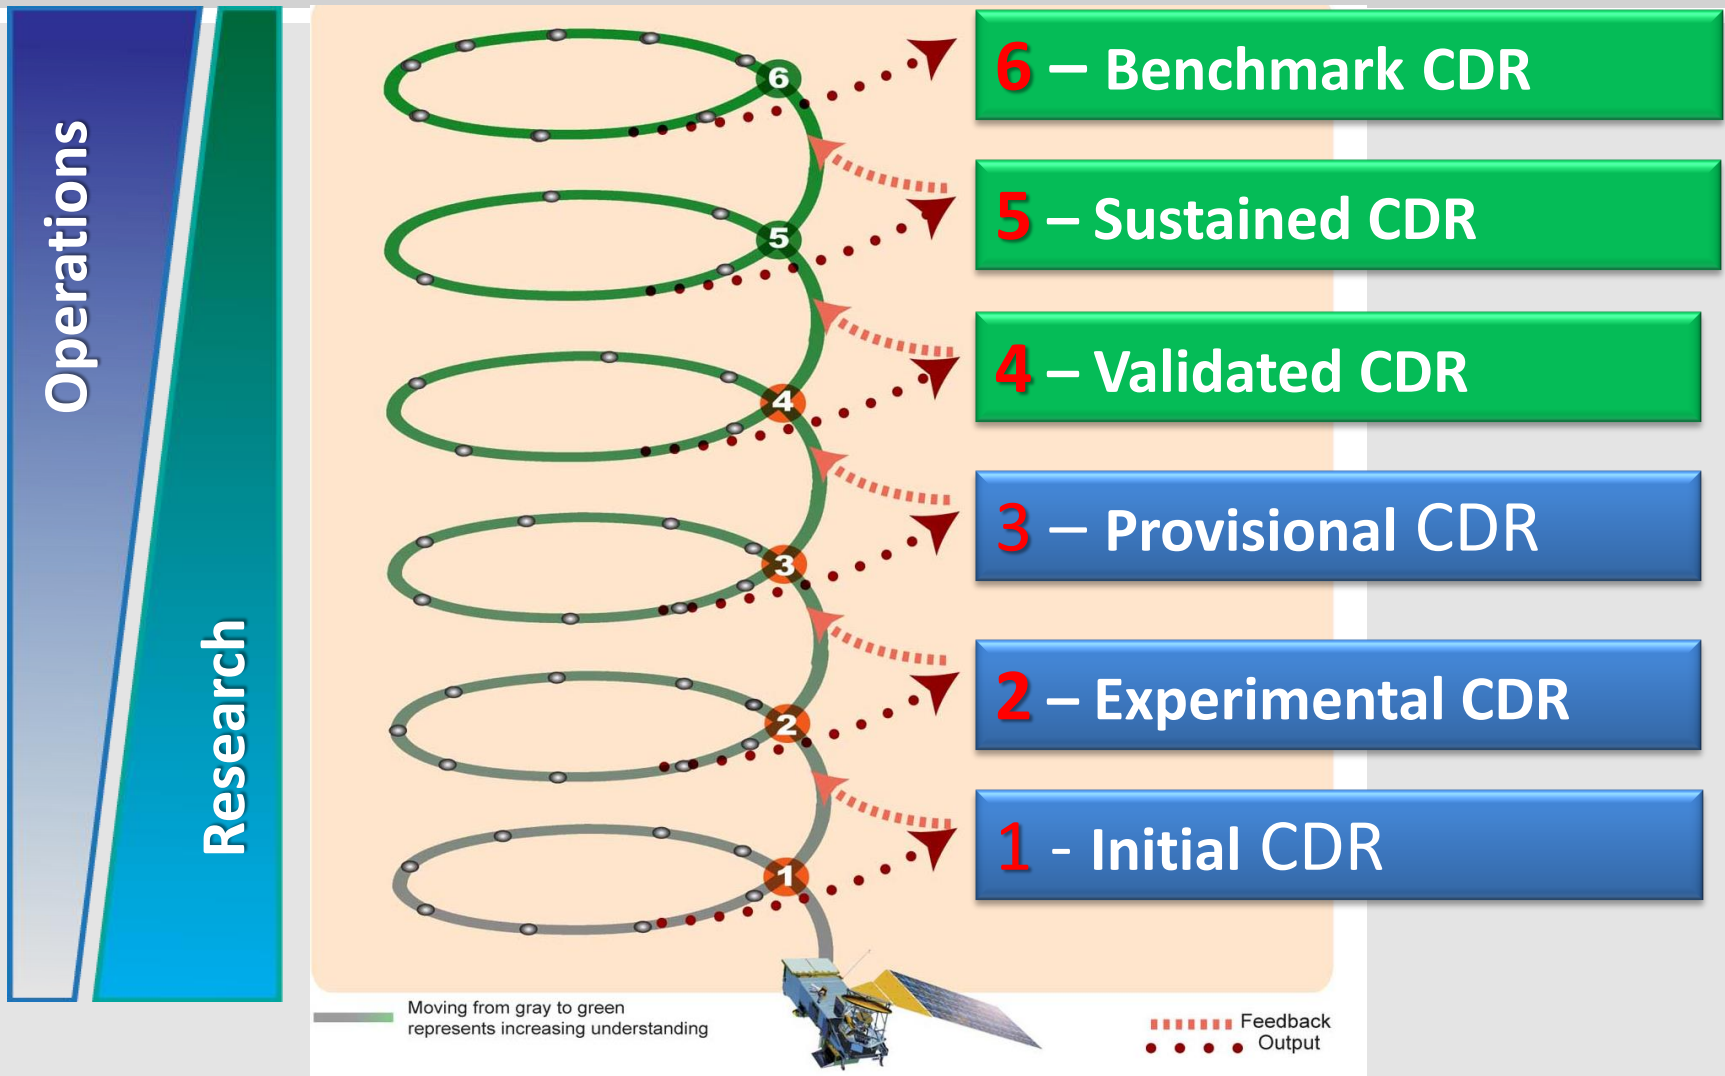 Operations
Research
6
5
4
3
2
1
6 – Benchmark CDR
5 – Sustained CDR
4 – Validated CDR
3 – Provisional CDR
2 – Experimental CDR
1 - Initial CDR
Moving from gray to green
represents increasing understanding
Feedback
Output